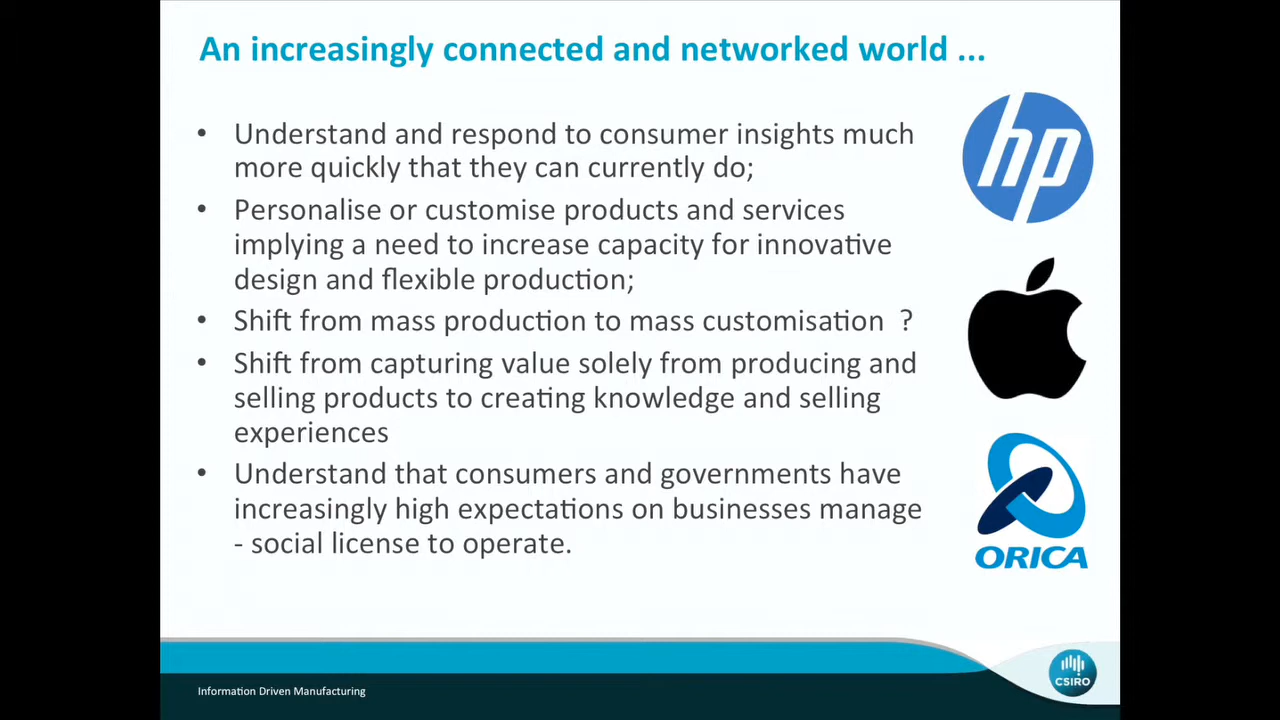 An increasingly connected and networked world ...
• Understand and respond to consumer insights much
more quickly that they can currently do;
• Personalise or customise products and services
implying a need to increase capacity for innovative
design and flexible production;
• Shift from mass production to mass customisation ?
• Shift from capturing value solely from producing and
selling products to creating knowledge and selling
experiences
• Understand that consumers and governments have
increasingly high expectations on businesses manage
- social license to operate.
hp
ORICA
Information Driven Manufacturing
CSIRO